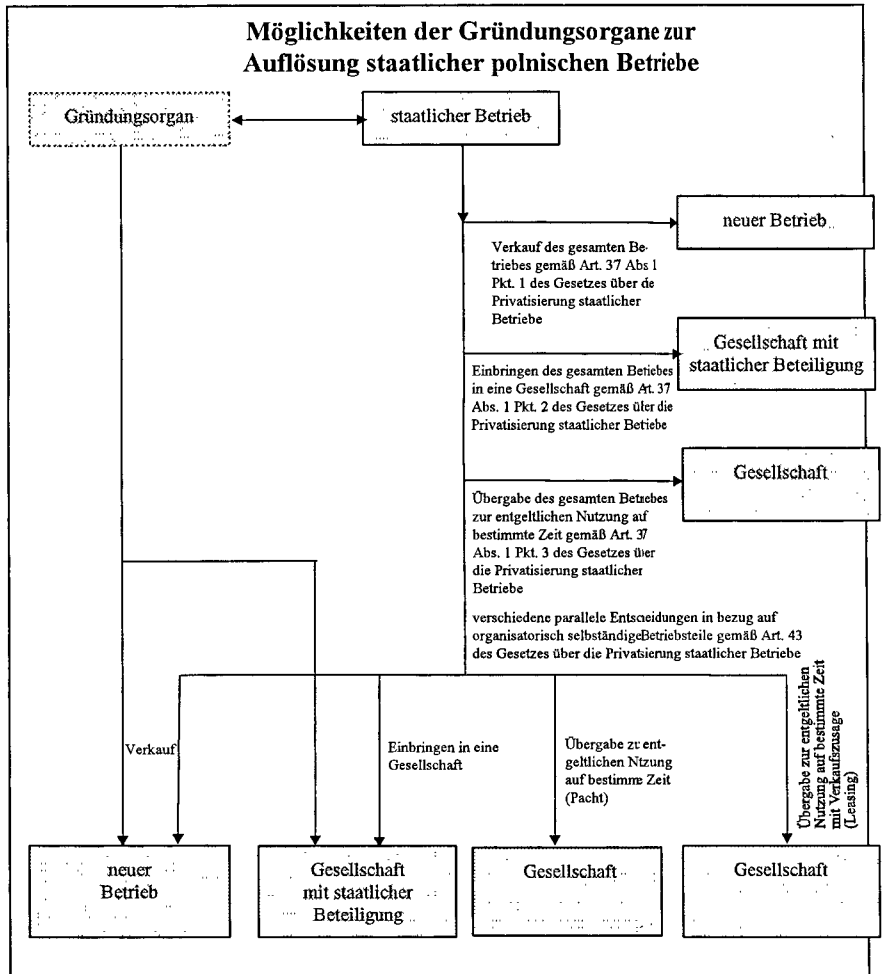 Möglichkeiten der Gründungsorgane zur
Auflösung staatlicher polnischen Betriebe
Gründungsorgan
staatlicher Betrieb
neuer Betrieb
Verkauf des gesamten Be-
triebes gemäß Art. 37 Abs 1
Pkt. 1 des Gesetzes über de
Privatisierung staatlicher
Betriebe
Gesellschaft mit
staatlicher Beteiligung
Einbringen des gesamten Betriebes
in eine Gesellschaft gemäß Art. 37
Abs. 1 Pkt. 2 des Gesetzes über die
Privatisierung staatlicher Betiebe
Gesellschaft
Übergabe des gesamten Betriebes
zur entgeltlichen Nutzung auf
bestimmte Zeit gemäß Art. 37
Abs. 1 Pkt. 3 des Gesetzes über
die Privatisierung staatlicher
Betriebe
verschiedene parallele Entscheidungen in bezug auf
organisatorisch selbständige Betriebsteile gemäß Art. 43
des Gesetzes über die Privatisierung staatlicher Betriebe
Verkauf
Einbringen in eine
Gesellschaft
Übergabe zu ent-
geltlichen Ntzung
auf bestimme Zeit
(Pacht)
Übergabe zur entgeltlichen
Nutzung auf bestimmte Zeit
mit Verkaufszusage
(Leasing)
neuer
Betrieb
Gesellschaft
mit staatlicher
Beteiligung
Gesellschaft
Gesellschaft